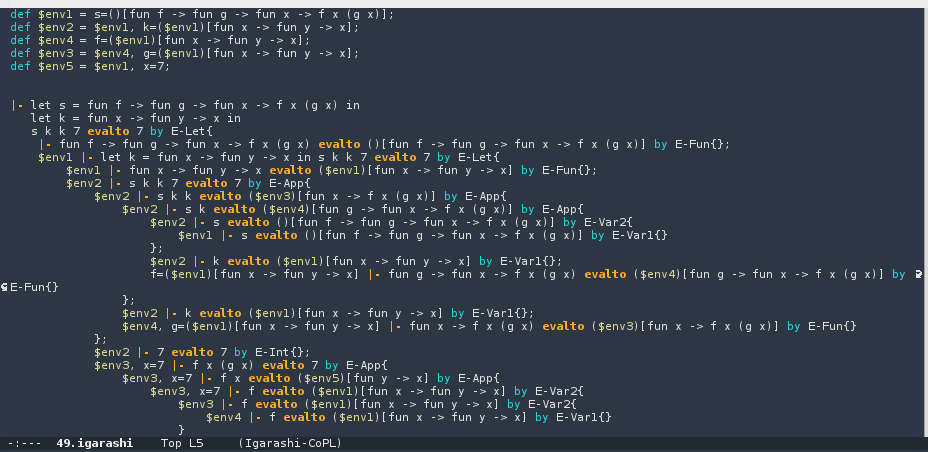 def $env1 = s=()[fun f -> fun g -> fun x -> f x (g x)];
def $env2 = $env1, k=($env1)[fun x -> fun y -> x];
def $env4 = f=($env1)[fun x -> fun y -> x];
def $env3 = $env4, g=($env1)[fun x -> fun y -> x];
def $env5 = $env1, x=7;
|- let s = fun f -> fun g -> fun x -> f x (g x) in
let k = fun x -> fun y -> x in
s k k 7 evalto 7 by E-Let{
|- fun f -> fun g -> fun x -> f x (g x) evalto ()[fun f -> fun g -> fun x -> f x (g x)] by E-Fun{};
$env1 |- let k = fun x -> fun y -> x in s k k 7 evalto 7 by E-Let{
$env1 |- fun x -> fun y -> x evalto ($env1)[fun x -> fun y -> x] by E-Fun{};
$env2 |- s k k 7 evalto 7 by E-App{
$env2 |- s k k evalto ($env3)[fun x -> f x (g x)] by E-App{
$env2 |- s k evalto ($env4)[fun g -> fun x -> f x (g x)] by E-App{
$env2 |- s evalto ()[fun f -> fun g -> fun x -> f x (g x)] by E-Var2{
$env1 |- s evalto ()[fun f -> fun g -> fun x -> f x (g x)] by E-Var1{}
};
$env2 |- k evalto ($env1)[fun x -> fun y -> x] by E-Var1{};
f=($env1)[fun x -> fun y -> x] |- fun g -> fun x -> f x (g x) evalto ($env4)[fun g -> fun x -> f x (g x)] by
E-Fun{}
};
$env2 |- k evalto ($env1)[fun x -> fun y -> x] by E-Var1{};
$env4, g=($env1)[fun x -> fun y -> x] |- fun x -> f x (g x) evalto ($env3)[fun x -> f x (g x)] by E-Fun{}
};
$env2 |- 7 evalto 7 by E-Int{};
$env3, x=7 |- f x (g x) evalto 7 by E-App{
$env3, x=7 |- f x evalto ($env5)[fun y -> x] by E-App{
$env3, x=7 |- f evalto ($env1)[fun x -> fun y -> x] by E-Var2{
$env3 |- f evalto ($env1)[fun x -> fun y -> x] by E-Var2{
$env4 |- f evalto ($env1)[fun x -> fun y -> x] by E-Var1{}
}
-:--- 49.igarashi Top L5 (Igarashi-CoPL)